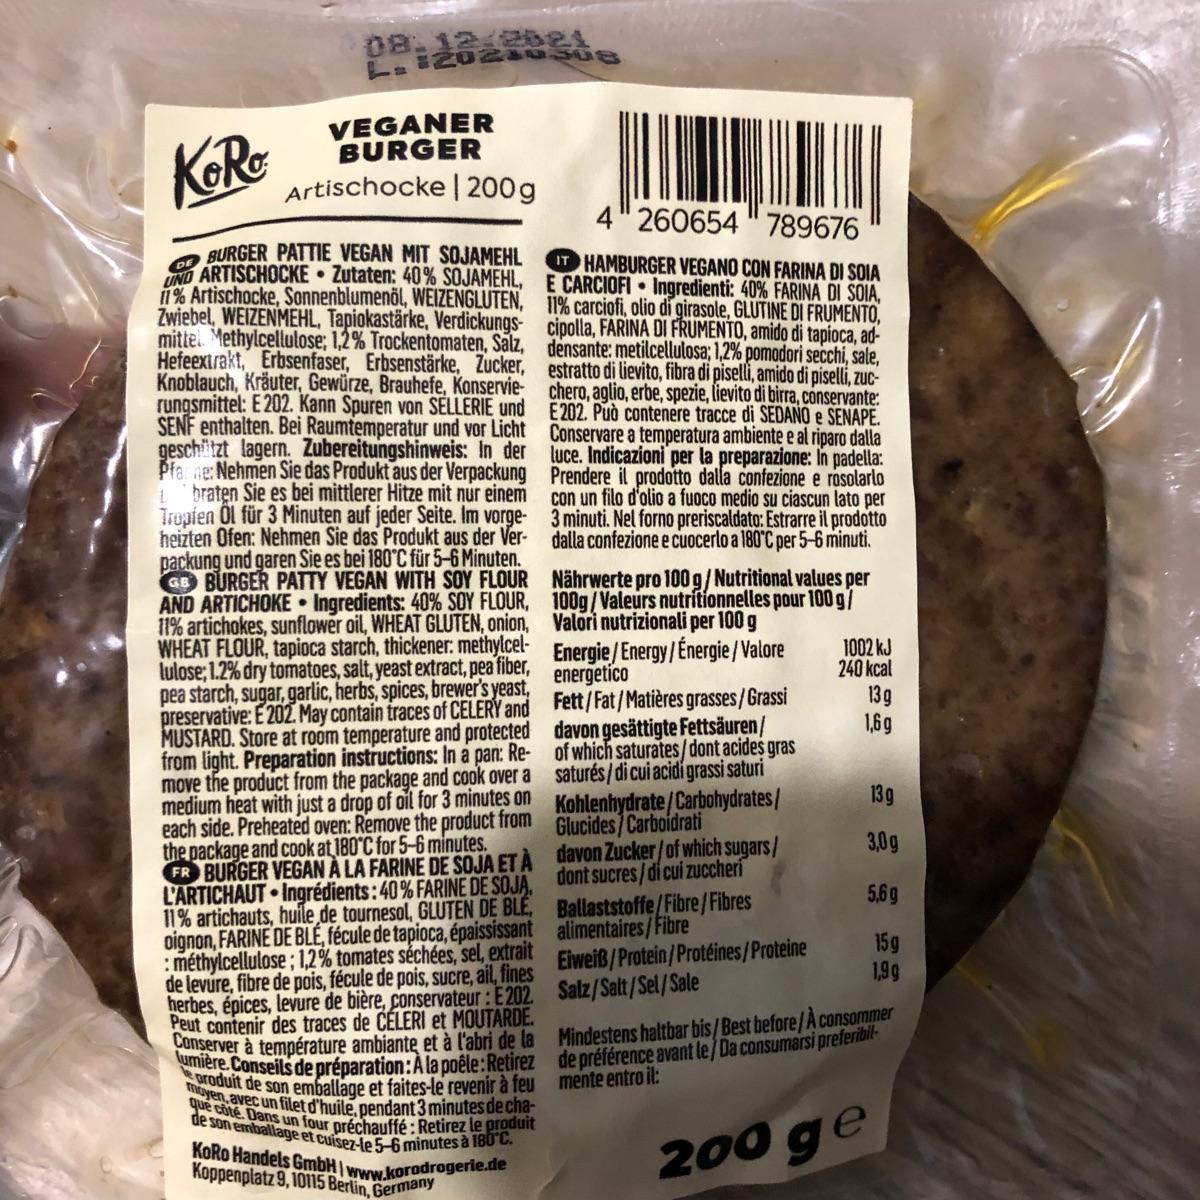 08.12.2021
KoRo
VEGANER
BURGER
Artischocke | 200g
4 260654 789676
DE BURGER PATTIE VEGAN MIT SOJAMEHL
UND ARTISCHOCKE • Zutaten: 40% SOJAMEHL,
11% Artischocke, Sonnenblumenöl, WEIZENGLUTEN,
Zwiebel, WEIZENMEHL, Tapiokastärke, Verdickungs-
mittel: Methylcellulose; 1,2% Trockentomaten, Salz,
Hefeextrakt, Erbsenfaser, Erbsenstärke, Zucker,
Knoblauch, Kräuter, Gewürze, Brauhefe, Konservie-
rungsmittel: E 202. Kann Spuren von SELLERIE und
SENF enthalten. Bei Raumtemperatur und vor Licht
geschützt lagern. Zubereitungshinweis: In der
Pfanne: Nehmen Sie das Produkt aus der Verpackung
braten Sie es bei mittlerer Hitze mit nur einem
Tropfen Öl für 3 Minuten auf jeder Seite. Im vorge-
heizten Ofen: Nehmen Sie das Produkt aus der Ver-
packung und garen Sie es bei 180°C für 5-6 Minuten.
GB BURGER PATTY VEGAN WITH SOY FLOUR
AND ARTICHOKE • Ingredients: 40% SOY FLOUR,
11% artichokes, sunflower oil, WHEAT GLUTEN, onion,
WHEAT FLOUR, tapioca starch, thickener: methylcel-
lulose; 1.2% dry tomatoes, salt, yeast extract, pea fiber,
pea starch, sugar, garlic, herbs, spices, brewer's yeast,
preservative: E 202. May contain traces of CELERY and
MUSTARD. Store at room temperature and protected
from light. Preparation instructions: In a pan: Re-
move the product from the package and cook over a
medium heat with just a drop of oil for 3 minutes on
each side. Preheated oven: Remove the product from
the package and cook at 180°C for 5-6 minutes.
FR BURGER VEGAN À LA FARINE DE SOJA ET À
L'ARTICHAUT • Ingrédients : 40% FARINE DE SOJA,
11% artichauts, huile de tournesol, GLUTEN DE BLÉ,
oignon, FARINE DE BLÉ, fécule de tapioca, épaississant
: méthylcellulose ; 1,2% tomates séchées, sel, extrait
de levure, fibre de pois, fécule de pois, sucre, ail, fines
herbes, épices, levure de bière, conservateur : E 202.
Peut contenir des traces de CÉLERI et MOUTARDE.
Conserver à température ambiante et à l'abri de la
lumière. Conseils de préparation : À la poêle : Retirez
le produit de son emballage et faites-le revenir à feu
moyen, avec un filet d'huile, pendant 3 minutes de cha-
que côté. Dans un four préchauffé : Retirez le produit
de son emballage et cuisez-le 5-6 minutes à 180°C.
KoRo Handels GmbH | www.korodrogerie.de
Koppenplatz 9, 10115 Berlin, Germany
IT HAMBURGER VEGANO CON FARINA DI SOIA
E CARCIOFI • Ingredienti: 40% FARINA DI SOIA,
11% carciofi, olio di girasole, GLUTINE DI FRUMENTO,
cipolla, FARINA DI FRUMENTO, amido di tapioca, ad-
densante: metilcellulosa; 1,2% pomodori secchi, sale,
estratto di lievito, fibra di piselli, amido di piselli, zuc-
chero, aglio, erbe, spezie, lievito di birra, conservante:
E 202. Può contenere tracce di SEDANO e SENAPE.
Conservare a temperatura ambiente e al riparo dalla
luce. Indicazioni per la preparazione: In padella:
Prendere il prodotto dalla confezione e rosolarlo
con un filo d'olio a fuoco medio su ciascun lato per
3 minuti. Nel forno preriscaldato: Estrarre il prodotto
dalla confezione e cuocerlo a 180°C per 5-6 minuti.
Nährwerte pro 100 g / Nutritional values per
100g / Valeurs nutritionnelles pour 100 g /
Valori nutrizionali per 100 g
Energie / Energy / Énergie / Valore 1002 kJ
energetico 240 kcal
Fett / Fat / Matières grasses / Grassi 13 g
davon gesättigte Fettsäuren / 1,6 g
of which saturates / dont acides gras
saturés / di cui acidi grassi saturi
Kohlenhydrate / Carbohydrates / 13 g
Glucides / Carboidrati
davon Zucker / of which sugars / 3,0 g
dont sucres / di cui zuccheri
Ballaststoffe / Fibre / Fibres 5,6 g
alimentaires / Fibre
Eiweiß / Protein / Protéines / Proteine 15 g
Salz / Salt / Sel / Sale 1,9 g
Mindestens haltbar bis / Best before / À consommer
de préférence avant le / Da consumarsi preferibil-
mente entro il:
200 g e